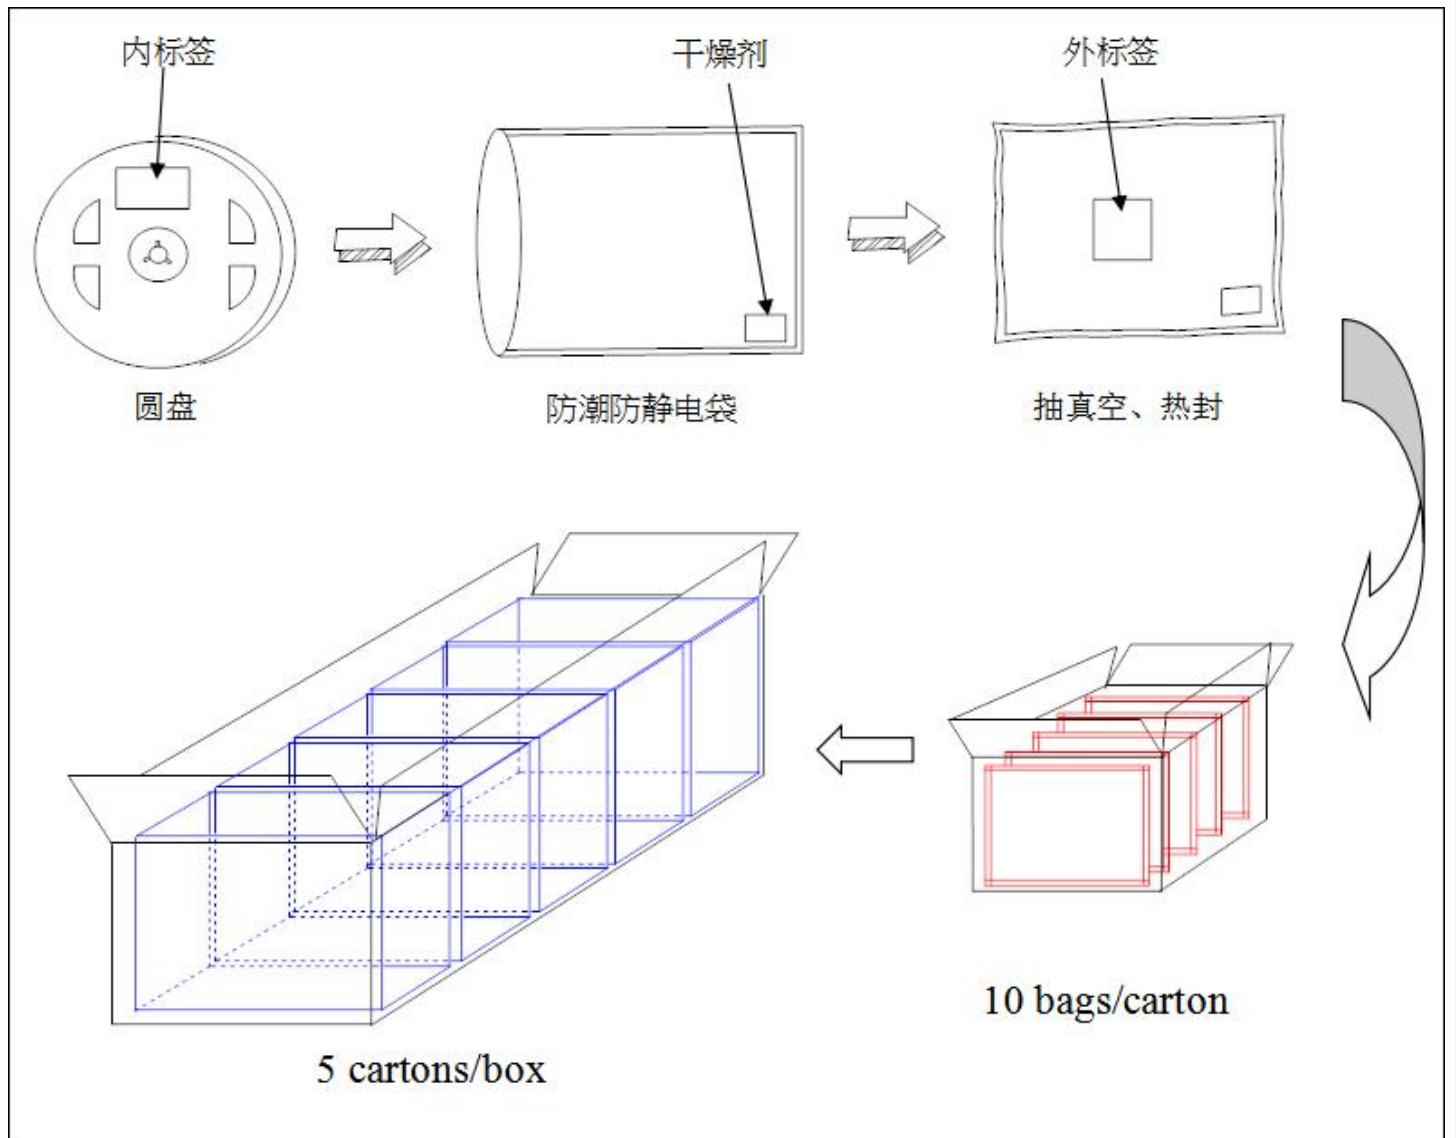 内标签
干燥剂
外标签
圆盘
防潮防静电袋
抽真空、热封
10 bags/carton
5 cartons/box